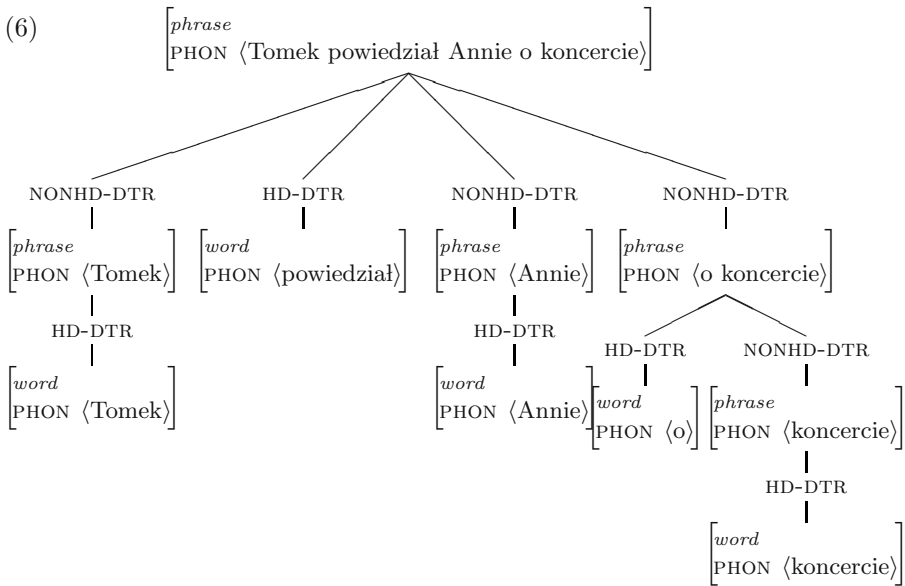 (6)
phrase
PHON ⟨Tomek powiedział Annie o koncercie⟩
NONHD-DTR HD-DTR NONHD-DTR NONHD-DTR
phrase word phrase phrase
PHON ⟨Tomek⟩ PHON ⟨powiedział⟩ PHON ⟨Annie⟩ PHON ⟨o koncercie⟩
HD-DTR HD-DTR HD-DTR NONHD-DTR
word word word phrase
PHON ⟨Tomek⟩ PHON ⟨Annie⟩ PHON ⟨o⟩ PHON ⟨koncercie⟩
HD-DTR
word
PHON ⟨koncercie⟩